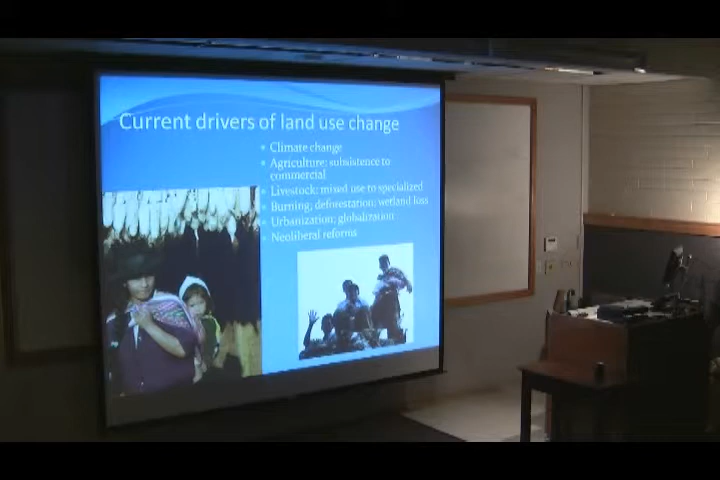 Current drivers of land use change
• Climate change
• Agriculture: subsistence to
commercial
• Livestock: mixed use to specialized
• Burning; deforestation; wetland loss
• Urbanization; globalization
• Neoliberal reforms